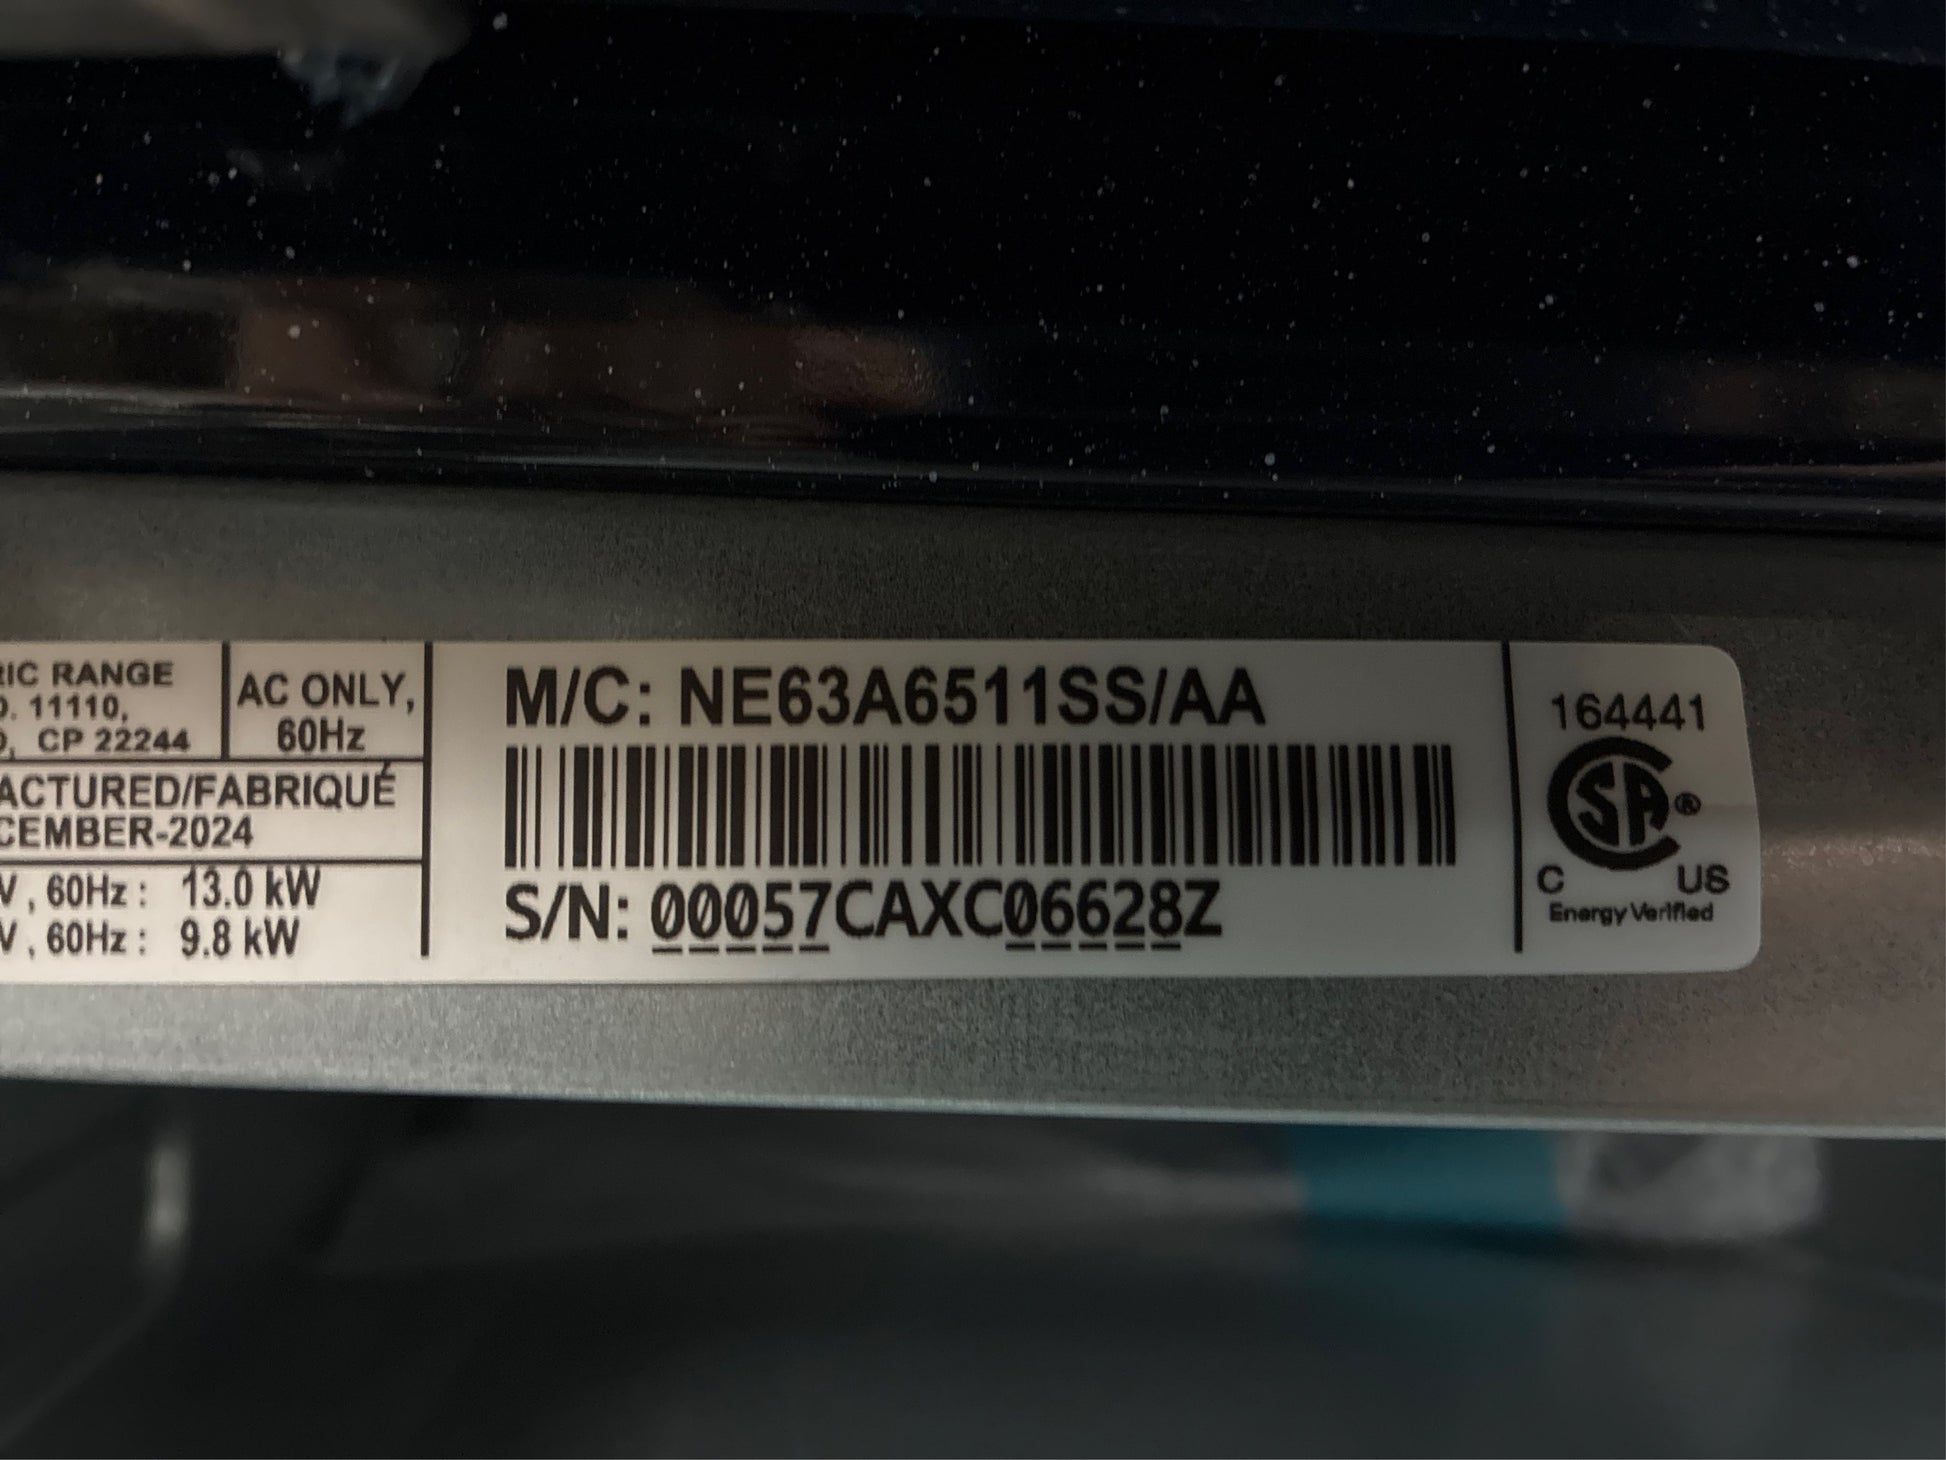 RIC RANGE
. 11110,
, CP 22244
AC ONLY,
60Hz
ACTURED/FABRIQUÉ
CEMBER-2024
V , 60Hz : 13.0 kW
V , 60Hz : 9.8 kW
M/C: NE63A6511SS/AA
S/N: 00057CAXC06628Z
164441
SA®
C US
Energy Verified